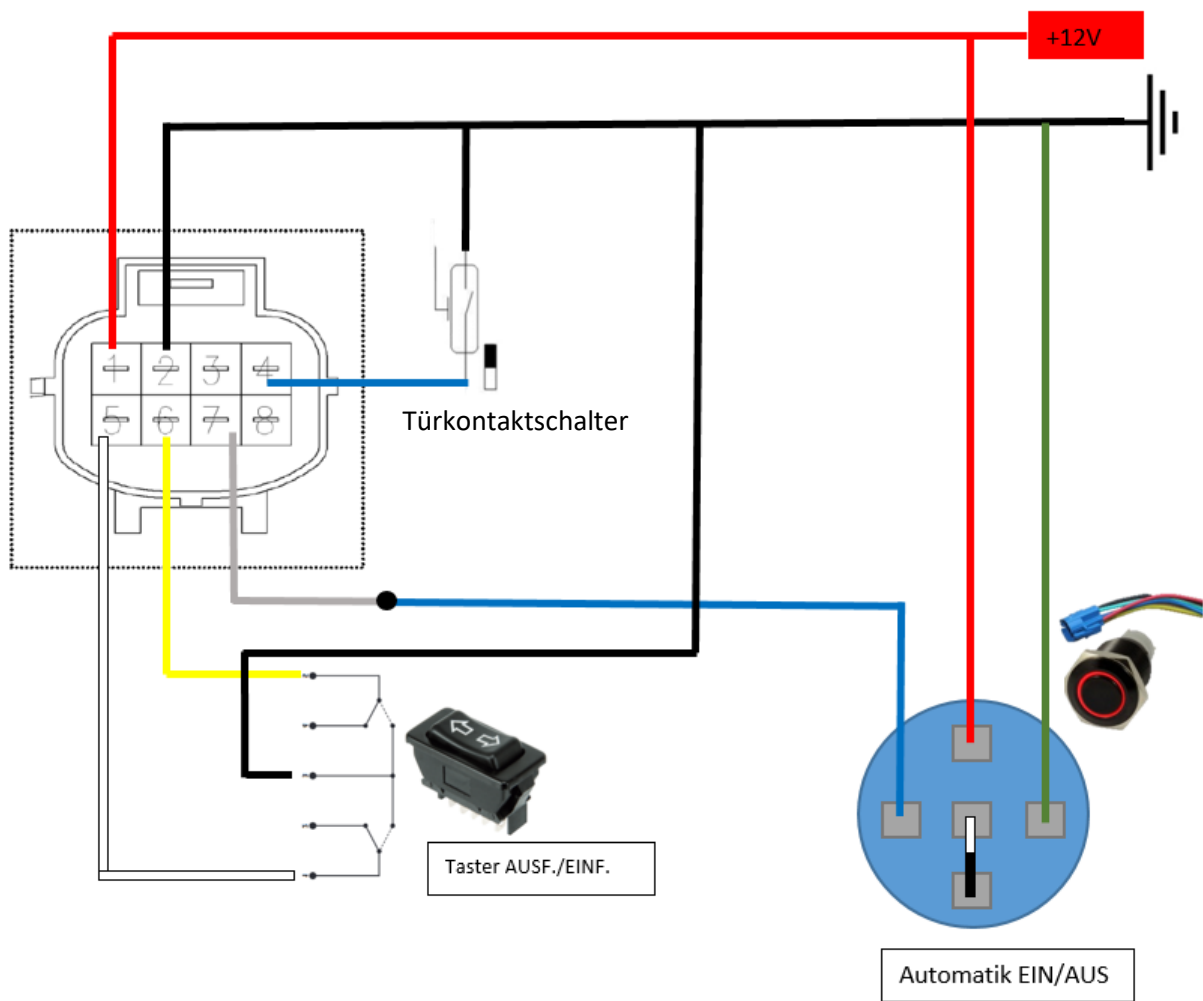 +12V
1 2 3 4
5 6 7 8
Türkontaktschalter
Taster AUSF./EINF.
Automatik EIN/AUS